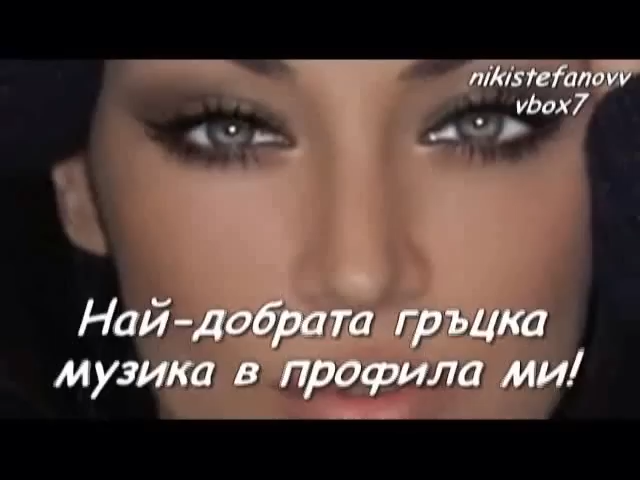 nikistefanovv
vbox7
Най-добрата гръцка
музика в профила ми!